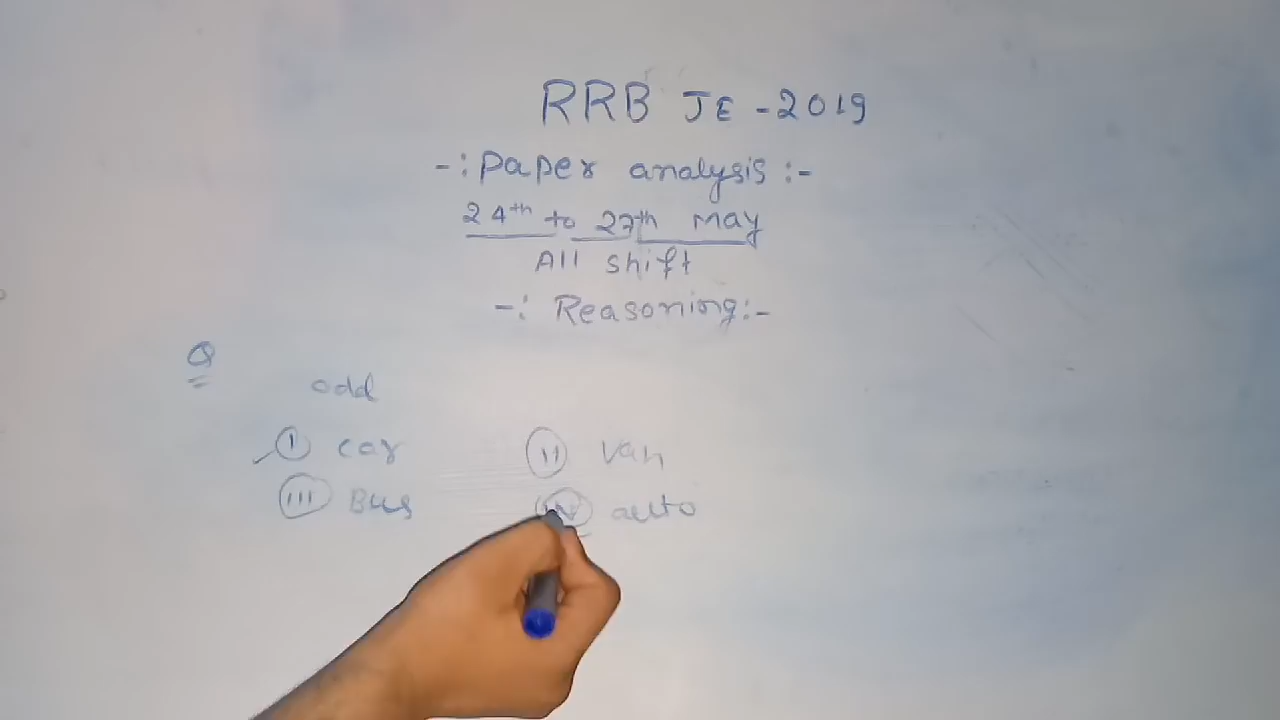 RRB JE - 2019
-: Paper analysis :-
24th to 27th May
All shift
-: Reasoning:-
Q
odd
I car II van
III Bus IV auto